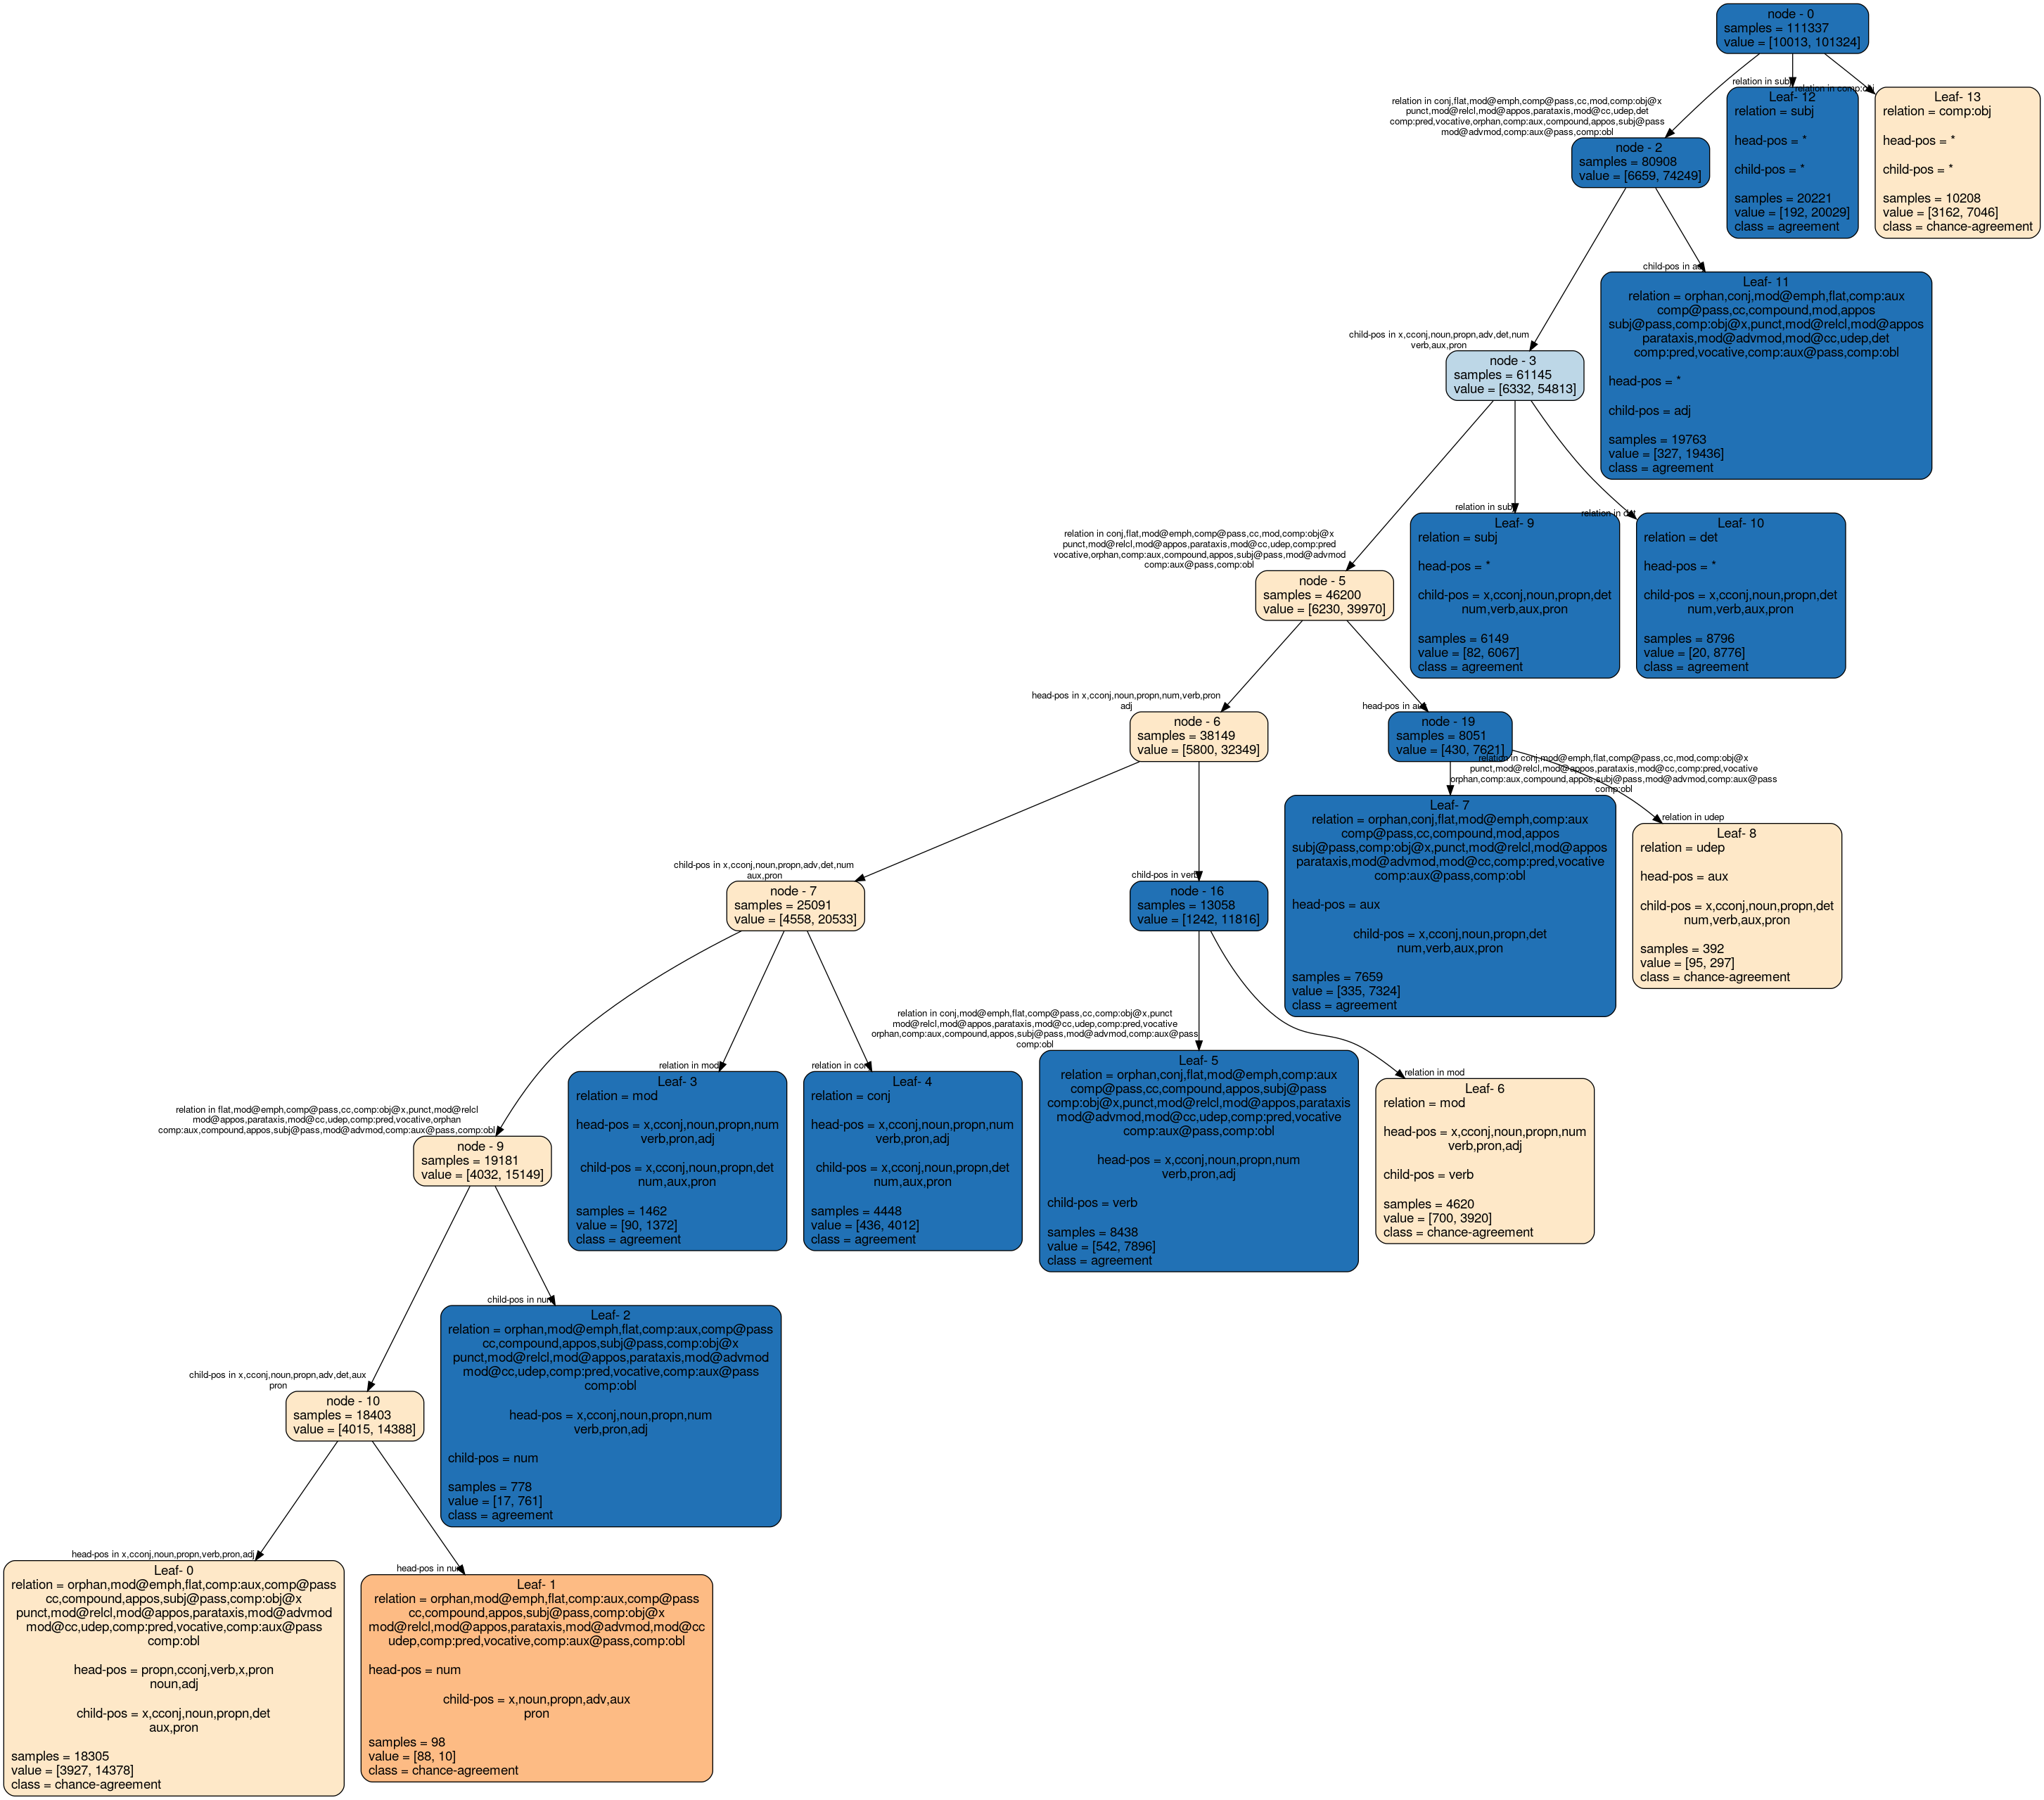 node - 0
samples = 111337
value = [10013, 101324]
relation in subj
relation in comp:obj
relation in conj,flat,mod@emph,comp@pass,cc,mod,comp:obj@x
punct,mod@relcl,mod@appos,parataxis,mod@cc,udep,det
comp:pred,vocative,orphan,comp:aux,compound,appos,subj@pass
mod@advmod,comp:aux@pass,comp:obl
node - 2
samples = 80908
value = [6659, 74249]
Leaf- 12
relation = subj
head-pos = *
child-pos = *
samples = 20221
value = [192, 20029]
class = agreement
Leaf- 13
relation = comp:obj
head-pos = *
child-pos = *
samples = 10208
value = [3162, 7046]
class = chance-agreement
child-pos in x,cconj,noun,propn,adv,det,num
verb,aux,pron
node - 3
samples = 61145
value = [6332, 54813]
child-pos in adj
Leaf- 11
relation = orphan,conj,mod@emph,flat,comp:aux
comp@pass,cc,compound,mod,appos
subj@pass,comp:obj@x,punct,mod@relcl,mod@appos
parataxis,mod@advmod,mod@cc,udep,det
comp:pred,vocative,comp:aux@pass,comp:obl
head-pos = *
child-pos = adj
samples = 19763
value = [327, 19436]
class = agreement
relation in conj,flat,mod@emph,comp@pass,cc,mod,comp:obj@x
punct,mod@relcl,mod@appos,parataxis,mod@cc,udep,comp:pred
vocative,orphan,comp:aux,compound,appos,subj@pass,mod@advmod
comp:aux@pass,comp:obl
node - 5
samples = 46200
value = [6230, 39970]
relation in subj
Leaf- 9
relation = subj
head-pos = *
child-pos = x,cconj,noun,propn,det
num,verb,aux,pron
samples = 6149
value = [82, 6067]
class = agreement
relation in det
Leaf- 10
relation = det
head-pos = *
child-pos = x,cconj,noun,propn,det
num,verb,aux,pron
samples = 8796
value = [20, 8776]
class = agreement
head-pos in x,cconj,noun,propn,num,verb,pron
adj
node - 6
samples = 38149
value = [5800, 32349]
head-pos in aux
node - 19
samples = 8051
value = [430, 7621]
relation in conj,mod@emph,flat,comp@pass,cc,mod,comp:obj@x
punct,mod@relcl,mod@appos,parataxis,mod@cc,comp:pred,vocative
orphan,comp:aux,compound,appos,subj@pass,mod@advmod,comp:aux@pass
comp:obl
relation in udep
child-pos in x,cconj,noun,propn,adv,det,num
aux,pron
node - 7
samples = 25091
value = [4558, 20533]
child-pos in verb
node - 16
samples = 13058
value = [1242, 11816]
Leaf- 7
relation = orphan,conj,flat,mod@emph,comp:aux
comp@pass,cc,compound,mod,appos
subj@pass,comp:obj@x,punct,mod@relcl,mod@appos
parataxis,mod@advmod,mod@cc,comp:pred,vocative
comp:aux@pass,comp:obl
head-pos = aux
child-pos = x,cconj,noun,propn,det
num,verb,aux,pron
samples = 7659
value = [335, 7324]
class = agreement
Leaf- 8
relation = udep
head-pos = aux
child-pos = x,cconj,noun,propn,det
num,verb,aux,pron
samples = 392
value = [95, 297]
class = chance-agreement
relation in flat,mod@emph,comp@pass,cc,comp:obj@x,punct,mod@relcl
mod@appos,parataxis,mod@cc,udep,comp:pred,vocative,orphan
comp:aux,compound,appos,subj@pass,mod@advmod,comp:aux@pass,comp:obl
node - 9
samples = 19181
value = [4032, 15149]
relation in mod
Leaf- 3
relation = mod
head-pos = x,cconj,noun,propn,num
verb,pron,adj
child-pos = x,cconj,noun,propn,det
num,aux,pron
samples = 1462
value = [90, 1372]
class = agreement
relation in conj
Leaf- 4
relation = conj
head-pos = x,cconj,noun,propn,num
verb,pron,adj
child-pos = x,cconj,noun,propn,det
num,aux,pron
samples = 4448
value = [436, 4012]
class = agreement
relation in conj,mod@emph,flat,comp@pass,cc,comp:obj@x,punct
mod@relcl,mod@appos,parataxis,mod@cc,udep,comp:pred,vocative
orphan,comp:aux,compound,appos,subj@pass,mod@advmod,comp:aux@pass
comp:obl
Leaf- 5
relation = orphan,conj,flat,mod@emph,comp:aux
comp@pass,cc,compound,appos,subj@pass
comp:obj@x,punct,mod@relcl,mod@appos,parataxis
mod@advmod,mod@cc,udep,comp:pred,vocative
comp:aux@pass,comp:obl
head-pos = x,cconj,noun,propn,num
verb,pron,adj
child-pos = verb
samples = 8438
value = [542, 7896]
class = agreement
relation in mod
Leaf- 6
relation = mod
head-pos = x,cconj,noun,propn,num
verb,pron,adj
child-pos = verb
samples = 4620
value = [700, 3920]
class = chance-agreement
child-pos in x,cconj,noun,propn,adv,det,aux
pron
node - 10
samples = 18403
value = [4015, 14388]
child-pos in num
Leaf- 2
relation = orphan,mod@emph,flat,comp:aux,comp@pass
cc,compound,appos,subj@pass,comp:obj@x
punct,mod@relcl,mod@appos,parataxis,mod@advmod
mod@cc,udep,comp:pred,vocative,comp:aux@pass
comp:obl
head-pos = x,cconj,noun,propn,num
verb,pron,adj
child-pos = num
samples = 778
value = [17, 761]
class = agreement
head-pos in x,cconj,noun,propn,verb,pron,adj
Leaf- 0
relation = orphan,mod@emph,flat,comp:aux,comp@pass
cc,compound,appos,subj@pass,comp:obj@x
punct,mod@relcl,mod@appos,parataxis,mod@advmod
mod@cc,udep,comp:pred,vocative,comp:aux@pass
comp:obl
head-pos = propn,cconj,verb,x,pron
noun,adj
child-pos = x,cconj,noun,propn,det
aux,pron
samples = 18305
value = [3927, 14378]
class = chance-agreement
head-pos in num
Leaf- 1
relation = orphan,mod@emph,flat,comp:aux,comp@pass
cc,compound,appos,subj@pass,comp:obj@x
mod@relcl,mod@appos,parataxis,mod@advmod,mod@cc
udep,comp:pred,vocative,comp:aux@pass,comp:obl
head-pos = num
child-pos = x,noun,propn,adv,aux
pron
samples = 98
value = [88, 10]
class = chance-agreement